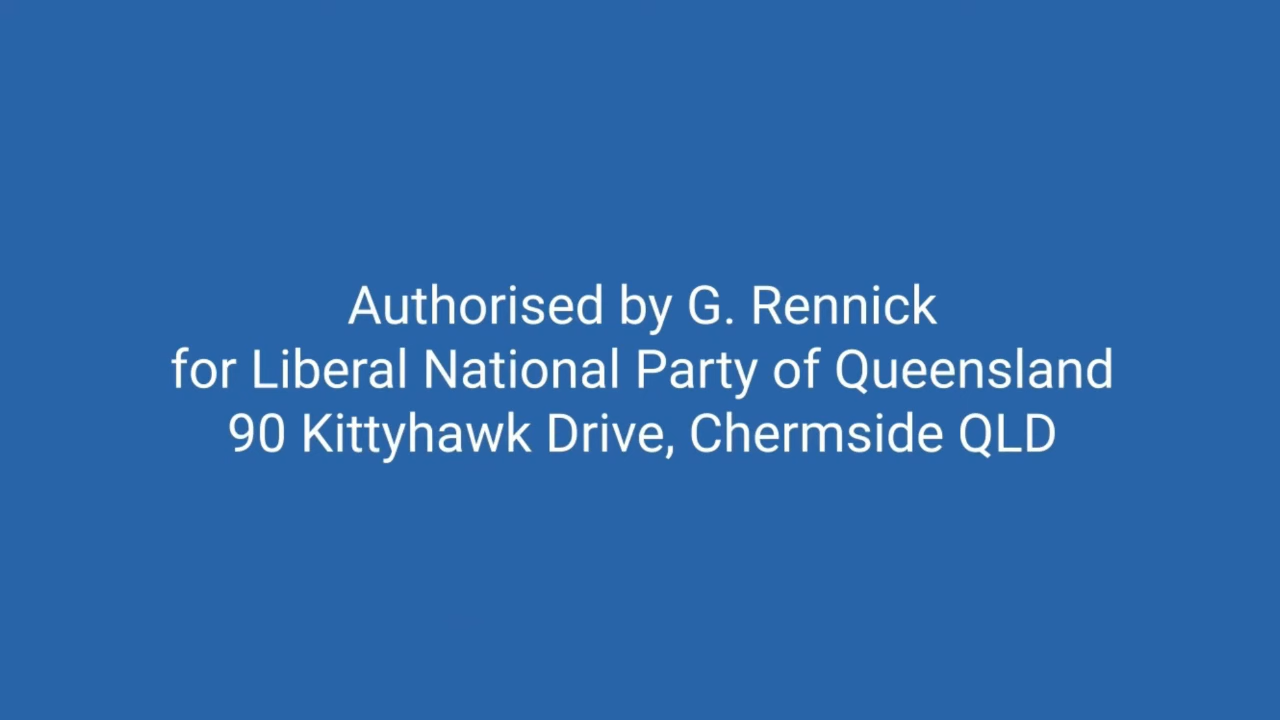 Authorised by G. Rennick
for Liberal National Party of Queensland
90 Kittyhawk Drive, Chermside QLD